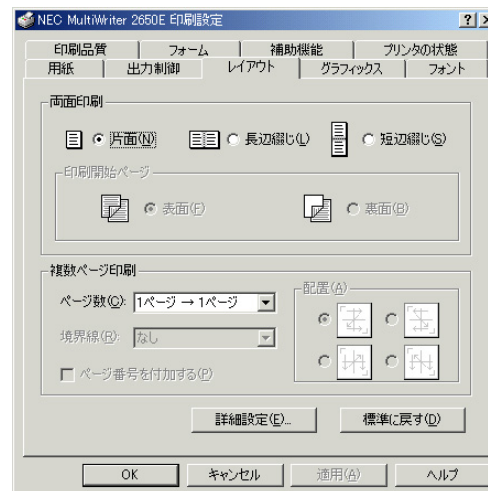 NEC MultiWriter 2650E 印刷設定
印刷品質 フォーム 補助機能 プリンタの状態
用紙 出力制御 レイアウト グラフィックス フォント
両面印刷
片面(N) 長辺綴じ(L) 短辺綴じ(S)
印刷開始ページ
表面(F) 裏面(B)
複数ページ印刷
配置(A)
ページ数(C): 1ページ → 1ページ
境界線(R): なし
ページ番号を付加する(P)
詳細設定(E)... 標準に戻す(D)
OK キャンセル 適用(A) ヘルプ